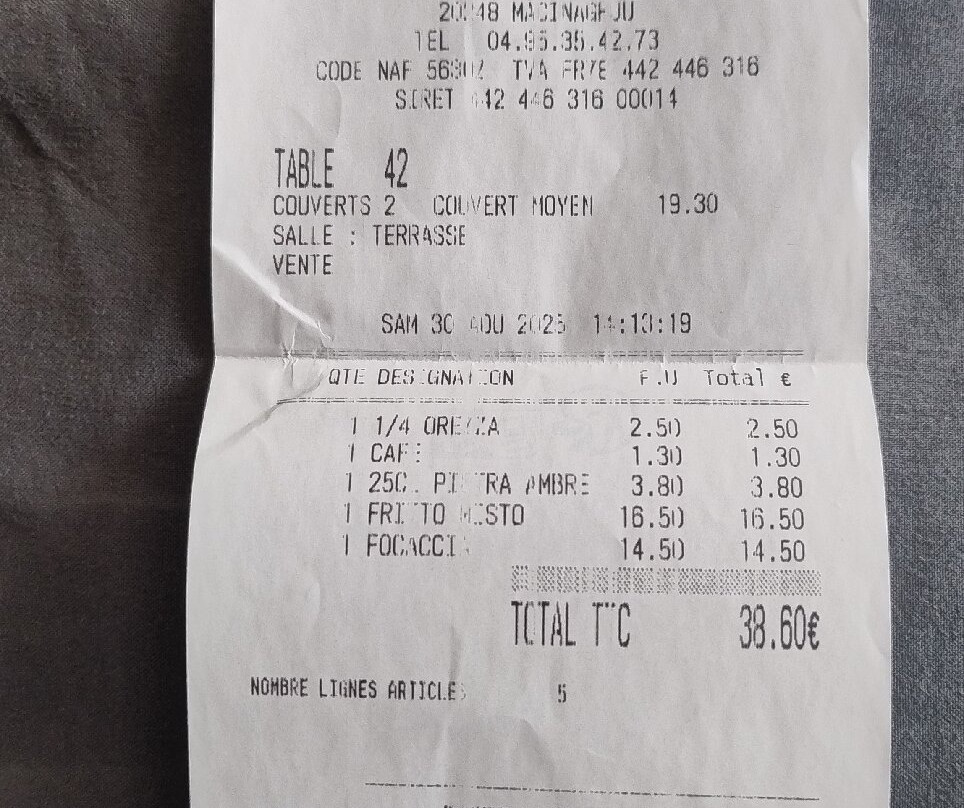 20248 MACINAGHJU
TEL 04.95.35.42.73
CODE NAF 5630Z TVA FR7E 442 446 316
SIRET 442 446 316 00014
TABLE 42
COUVERTS 2 COUVERT MOYEN 19.30
SALLE : TERRASSE
VENTE
SAM 30 AOU 2025 14:13:19
QTE DESIGNATION P.U Total €
1 1/4 OREZZA 2.50 2.50
1 CAFE 1.30 1.30
1 25CL PIETRA AMBRE 3.80 3.80
1 FRITTO MISTO 16.50 16.50
1 FOCACCIA 14.50 14.50
TOTAL TTC 38.60€
NOMBRE LIGNES ARTICLES 5